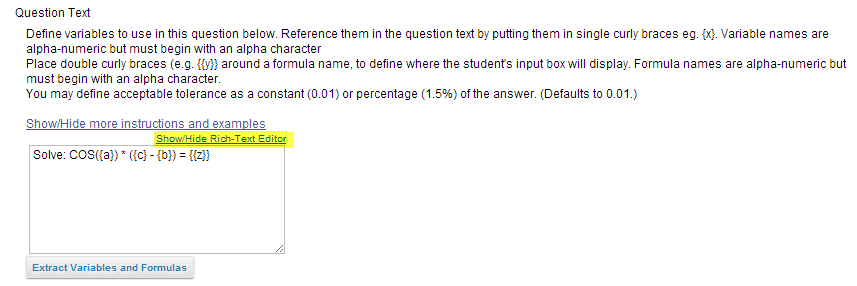 Question Text
Define variables to use in this question below. Reference them in the question text by putting them in single curly braces eg. {x}. Variable names are
alpha-numeric but must begin with an alpha character
Place double curly braces (e.g. {{y}} around a formula name, to define where the student's input box will display. Formula names are alpha-numeric but
must begin with an alpha character.
You may define acceptable tolerance as a constant (0.01) or percentage (1.5%) of the answer. (Defaults to 0.01.)
Show/Hide more instructions and examples
Show/Hide Rich-Text Editor
Solve: COS({a}) * ({c} - {b}) = {{z}}
Extract Variables and Formulas